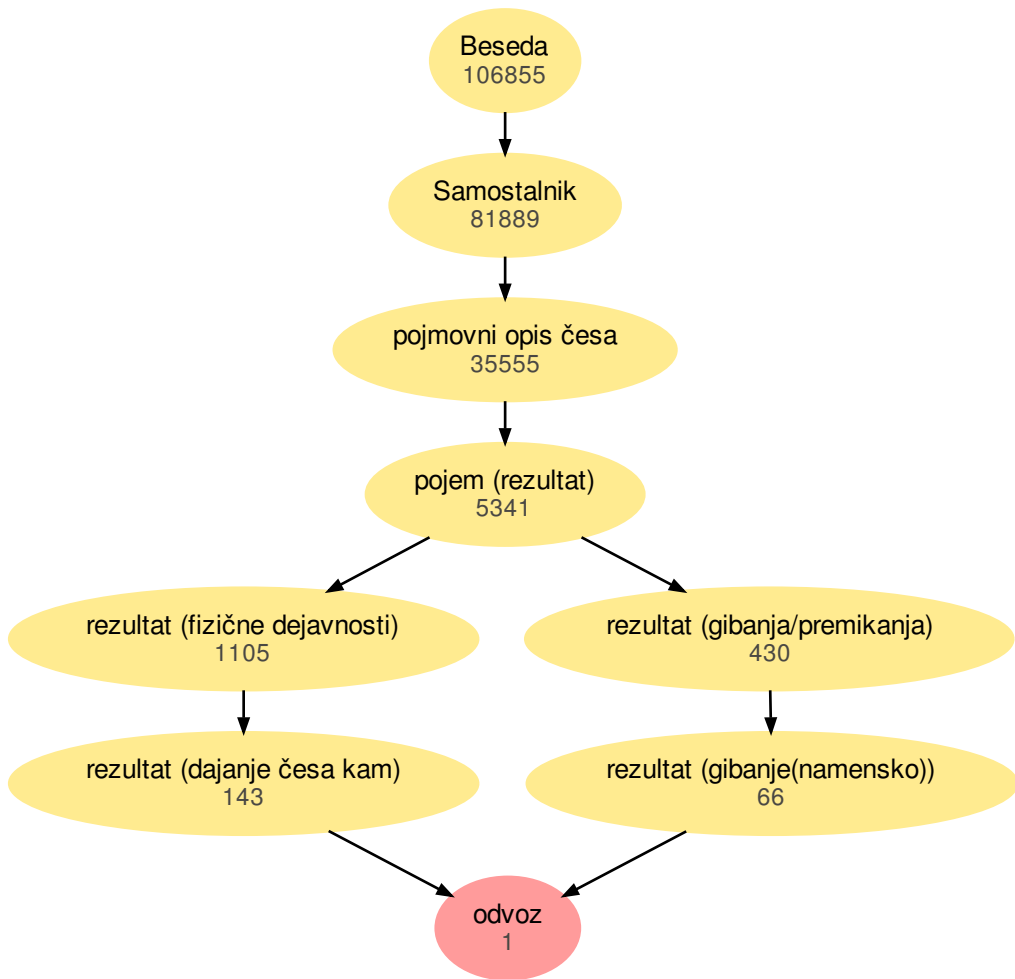 Beseda
106855
Samostalnik
81889
pojmovni opis česa
35555
pojem (rezultat)
5341
rezultat (fizične dejavnosti)
1105
rezultat (gibanja/premikanja)
430
rezultat (dajanje česa kam)
143
rezultat (gibanje(namensko))
66
odvoz
1